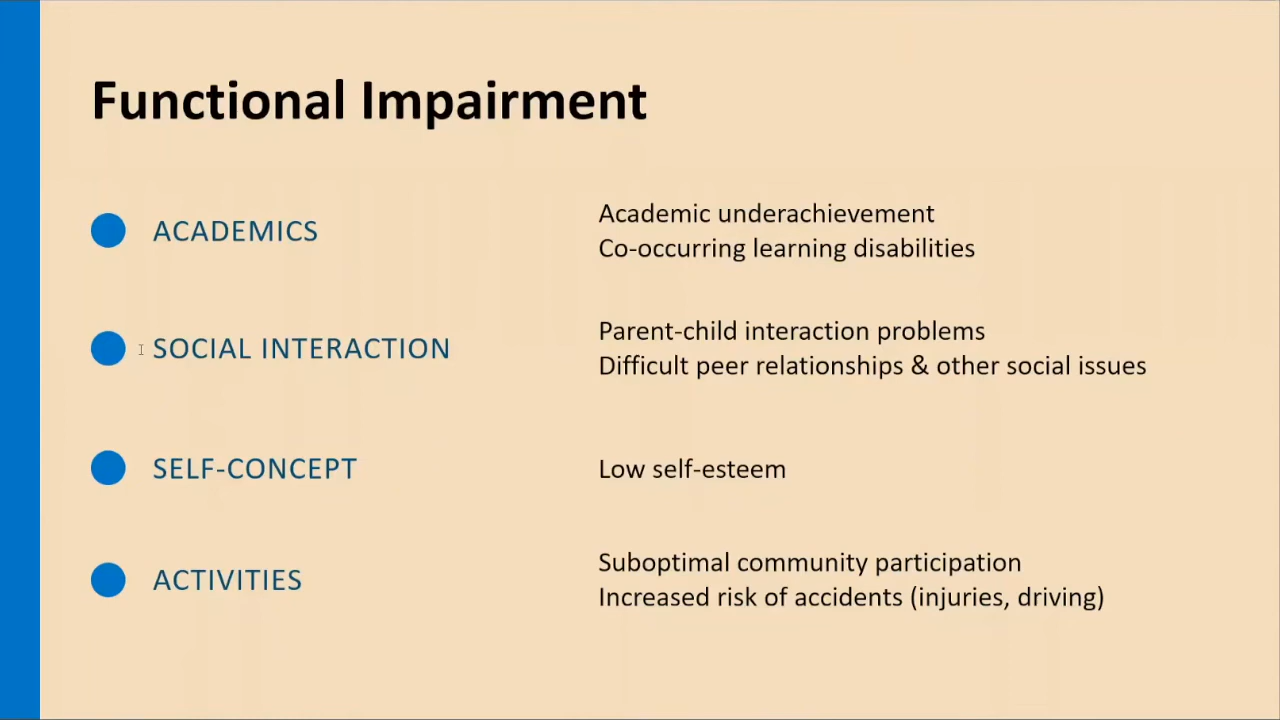 Functional Impairment
ACADEMICS
Academic underachievement
Co-occurring learning disabilities
SOCIAL INTERACTION
Parent-child interaction problems
Difficult peer relationships & other social issues
SELF-CONCEPT
Low self-esteem
ACTIVITIES
Suboptimal community participation
Increased risk of accidents (injuries, driving)